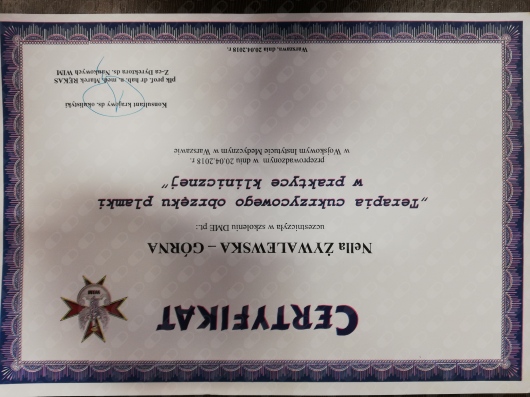 CERTYFIKAT
Nella ŻYWALEWSKA – GÓRNA
uczestniczyła w szkoleniu DME pt.:
„Terapia cukrzycowego obrzęku plamki
w praktyce klinicznej”
przeprowadzonym w dniu 20.04.2018 r
w Wojskowym Instytucie Medycznym w Warszawie
Konsultant krajowy ds. okulistyki
płk prof. dr hab. n. med. Marek RĘKAS
Z-ca Dyrektora ds. Naukowych WIM
Warszawa, dnia 20.04.2018 r.